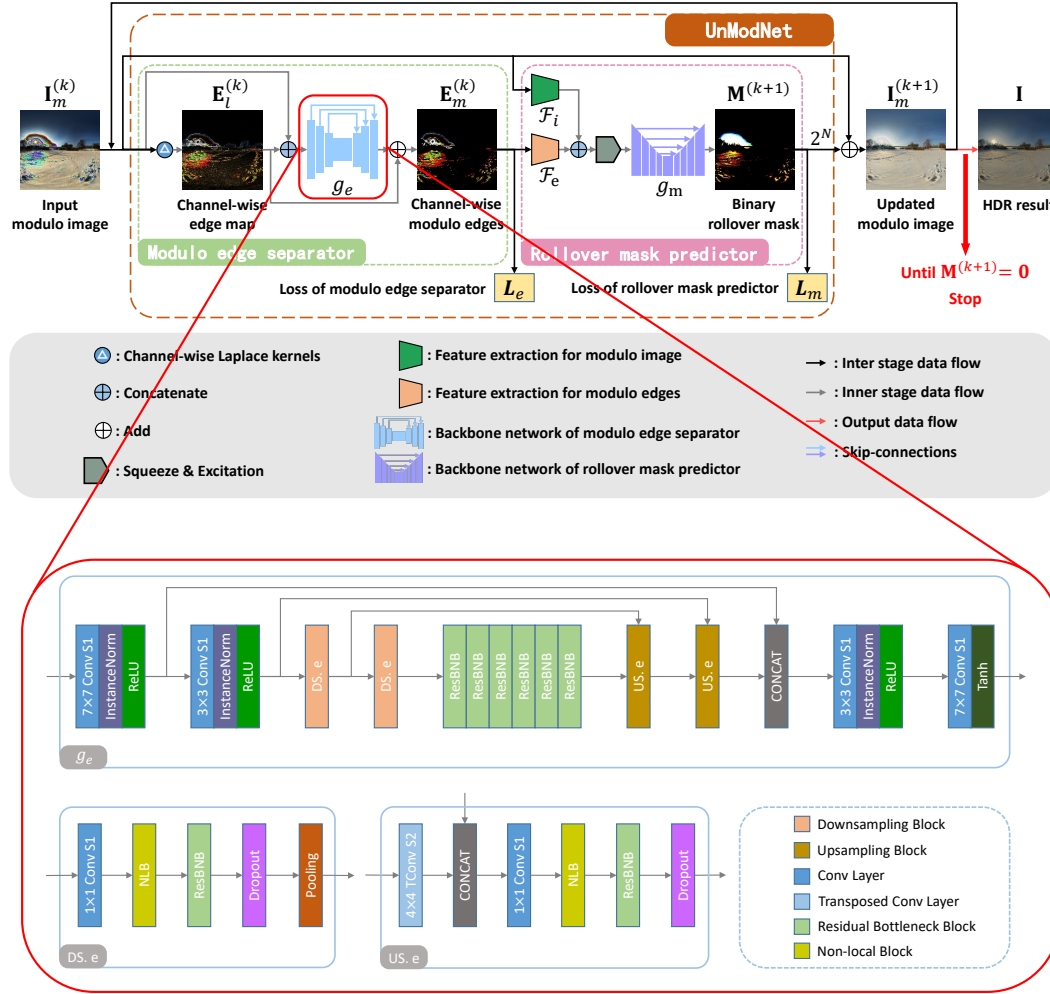 UnModNet
I_m^{(k)}
E_l^{(k)}
E_m^{(k)}
M^{(k+1)}
I_m^{(k+1)}
I
F_i
F_e
2^N
g_e
g_m
Input
modulo image
Channel-wise
edge map
Channel-wise
modulo edges
Binary
rollover mask
Updated
modulo image
HDR result
Modulo edge separator
Rollover mask predictor
Loss of modulo edge separator
L_e
Loss of rollover mask predictor
L_m
Until M^{(k+1)} = 0
Stop
: Channel-wise Laplace kernels
: Concatenate
: Add
: Squeeze & Excitation
: Feature extraction for modulo image
: Feature extraction for modulo edges
: Backbone network of modulo edge separator
: Backbone network of rollover mask predictor
: Inter stage data flow
: Inner stage data flow
: Output data flow
: Skip-connections
7×7 Conv S1
InstanceNorm
ReLU
3×3 Conv S1
InstanceNorm
ReLU
DS. e
DS. e
ResBNB
ResBNB
ResBNB
ResBNB
ResBNB
ResBNB
US. e
US. e
CONCAT
3×3 Conv S1
InstanceNorm
ReLU
7×7 Conv S1
Tanh
g_e
1×1 Conv S1
NLB
ResBNB
Dropout
Pooling
DS. e
4×4 TConv S2
CONCAT
1×1 Conv S1
NLB
ResBNB
Dropout
US. e
Downsampling Block
Upsampling Block
Conv Layer
Transposed Conv Layer
Residual Bottleneck Block
Non-local Block